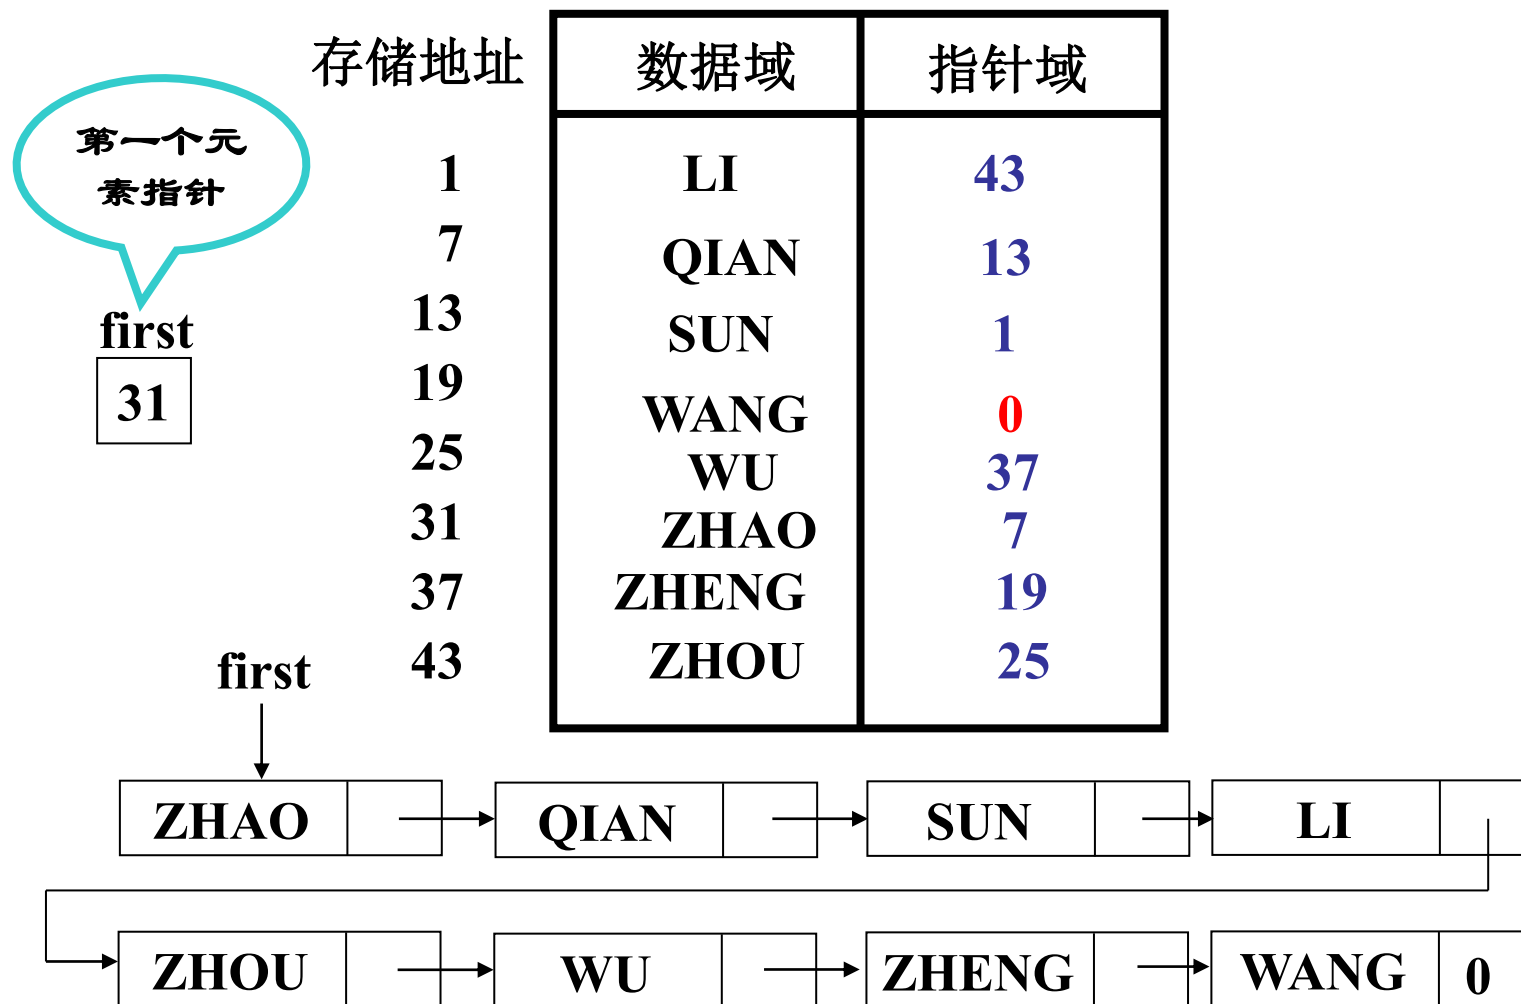 存储地址 数据域 指针域
第一个元
素指针
1 LI 43
7 QIAN 13
13 SUN 1
first
31
19 WANG 0
25 WU 37
31 ZHAO 7
37 ZHENG 19
43 ZHOU 25
first
ZHAO QIAN SUN LI
ZHOU WU ZHENG WANG 0